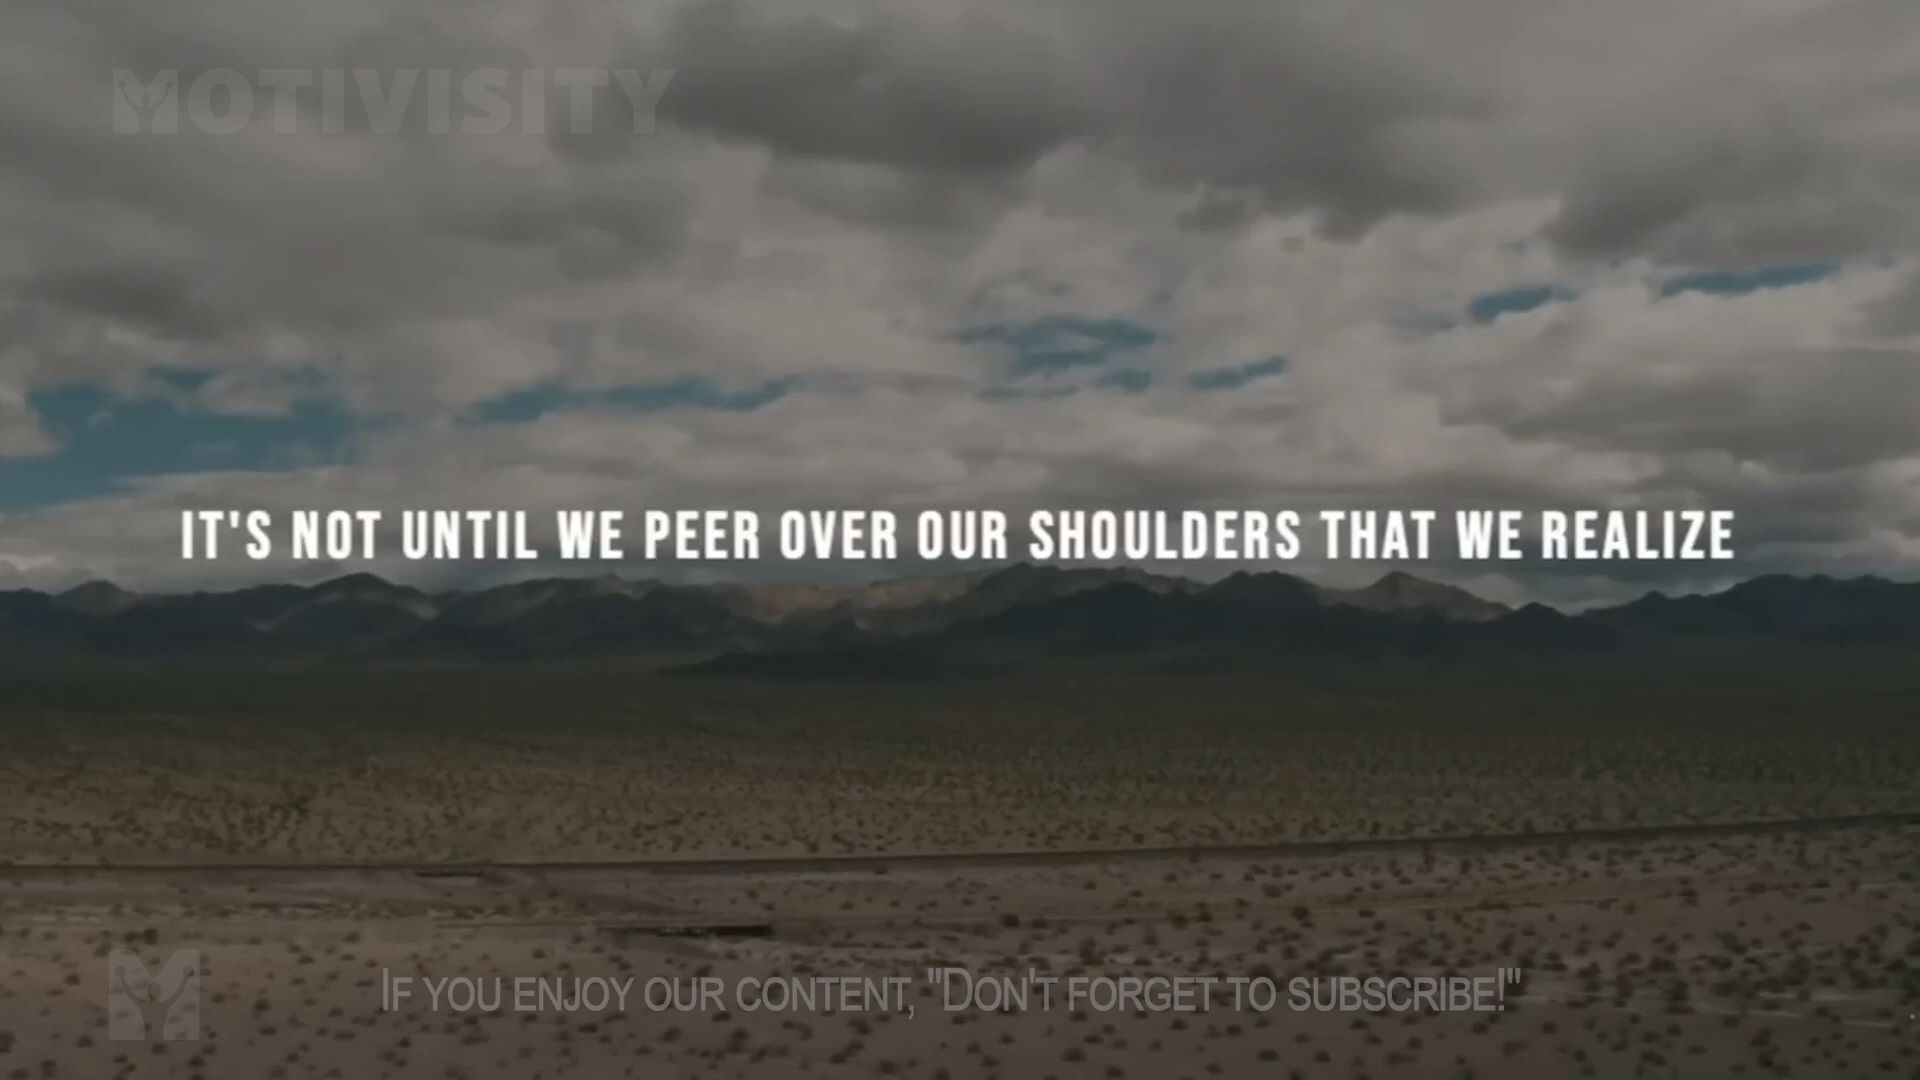 MOTIVISITY
IT'S NOT UNTIL WE PEER OVER OUR SHOULDERS THAT WE REALIZE
M
IF YOU ENJOY OUR CONTENT, "DON'T FORGET TO SUBSCRIBE!"